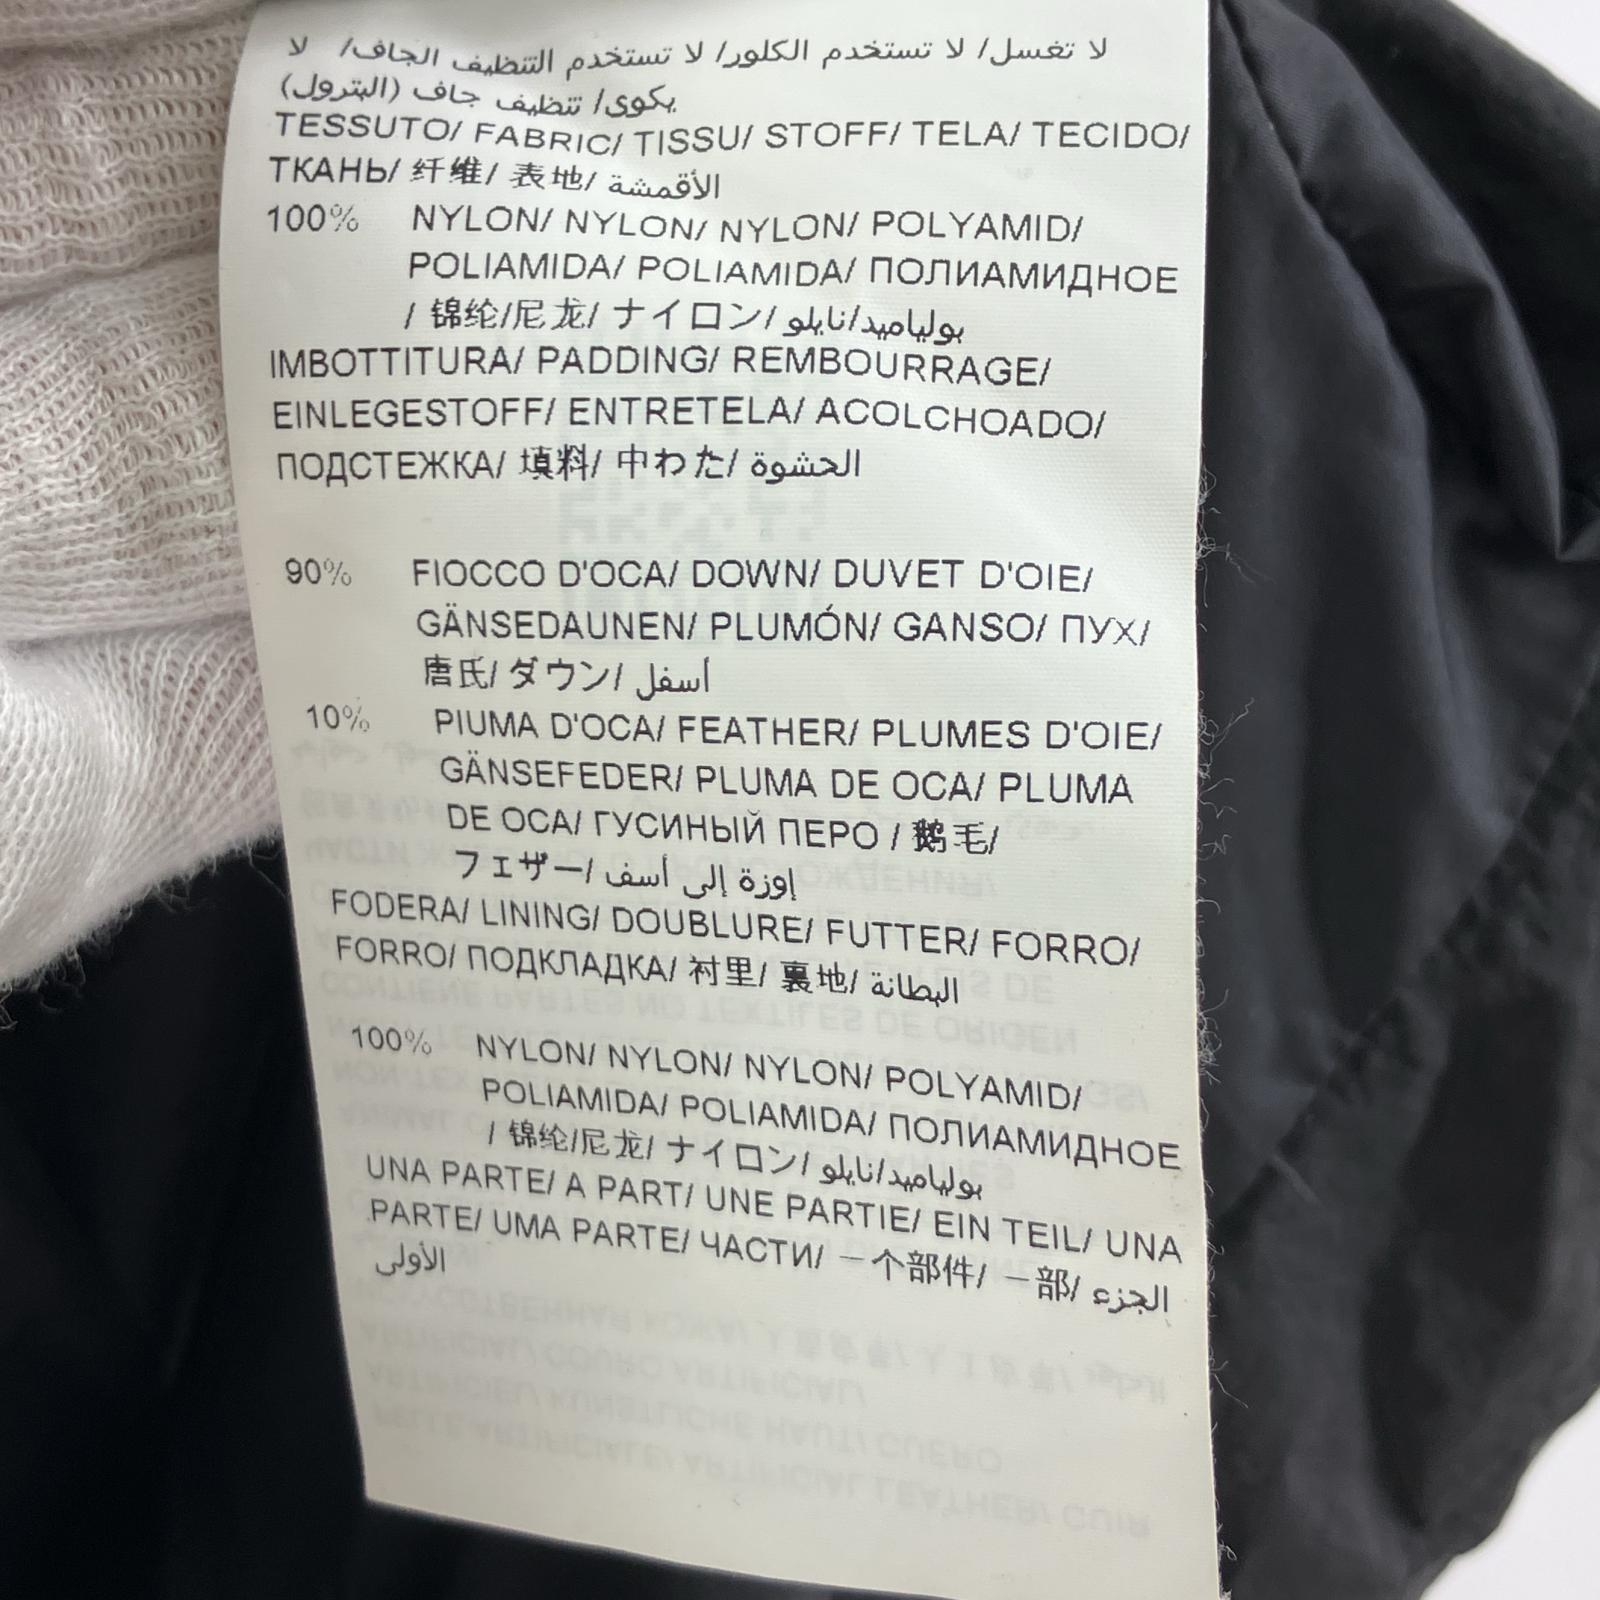 لا تغسل/ لا تستخدم الكلور/ لا تستخدم التنظيف الجاف/ لا
يكوى/ تنظيف جاف (البترول)
TESSUTO/ FABRIC/ TISSU/ STOFF/ TELA/ TECIDO/
ТКАНЬ/ 纤维/ 表地/ الأقمشة
100% NYLON/ NYLON/ NYLON/ POLYAMID/
POLIAMIDA/ POLIAMIDA/ ПОЛИАМИДНОЕ
/ 锦纶/尼龙/ ナイロン/ بولياميد/نايلو
IMBOTTITURA/ PADDING/ REMBOURRAGE/
EINLEGESTOFF/ ENTRETELA/ ACOLCHOADO/
ПОДСТЕЖКА/ 填料/ 中わた/ الحشوة
90% FIOCCO D'OCA/ DOWN/ DUVET D'OIE/
GÄNSEDAUNEN/ PLUMÓN/ GANSO/ ПУХ/
唐氏/ ダウン/ أسفل
10% PIUMA D'OCA/ FEATHER/ PLUMES D'OIE/
GÄNSEFEDER/ PLUMA DE OCA/ PLUMA
DE OCA/ ГУСИНЫЙ ПЕРО / 鹅毛/
フェザー/ إوزة إلى أسف
FODERA/ LINING/ DOUBLURE/ FUTTER/ FORRO/
FORRO/ ПОДКЛАДКА/ 衬里/ 裏地/ البطانة
100% NYLON/ NYLON/ NYLON/ POLYAMID/
POLIAMIDA/ POLIAMIDA/ ПОЛИАМИДНОЕ
/ 锦纶/尼龙/ ナイロン/ بولياميد/نايلو
UNA PARTE/ A PART/ UNE PARTIE/ EIN TEIL/ UNA
PARTE/ UMA PARTE/ ЧАСТИ/ 一个部件/ 一部/ الجزء
الأولى